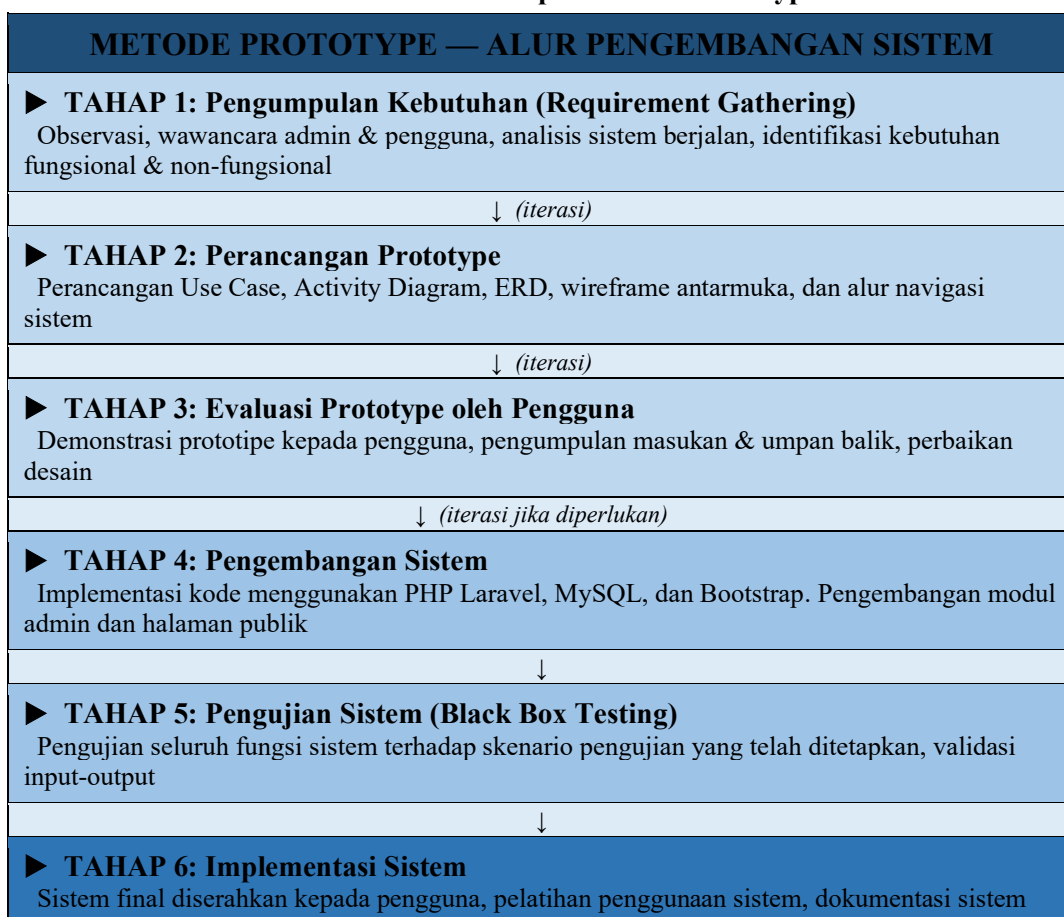 METODE PROTOTYPE — ALUR PENGEMBANGAN SISTEM
▶ TAHAP 1: Pengumpulan Kebutuhan (Requirement Gathering)
Observasi, wawancara admin & pengguna, analisis sistem berjalan, identifikasi kebutuhan
fungsional & non-fungsional
↓ (iterasi)
▶ TAHAP 2: Perancangan Prototype
Perancangan Use Case, Activity Diagram, ERD, wireframe antarmuka, dan alur navigasi
sistem
↓ (iterasi)
▶ TAHAP 3: Evaluasi Prototype oleh Pengguna
Demonstrasi prototipe kepada pengguna, pengumpulan masukan & umpan balik, perbaikan
desain
↓ (iterasi jika diperlukan)
▶ TAHAP 4: Pengembangan Sistem
Implementasi kode menggunakan PHP Laravel, MySQL, dan Bootstrap. Pengembangan modul
admin dan halaman publik
↓
▶ TAHAP 5: Pengujian Sistem (Black Box Testing)
Pengujian seluruh fungsi sistem terhadap skenario pengujian yang telah ditetapkan, validasi
input-output
↓
▶ TAHAP 6: Implementasi Sistem
Sistem final diserahkan kepada pengguna, pelatihan penggunaan sistem, dokumentasi sistem